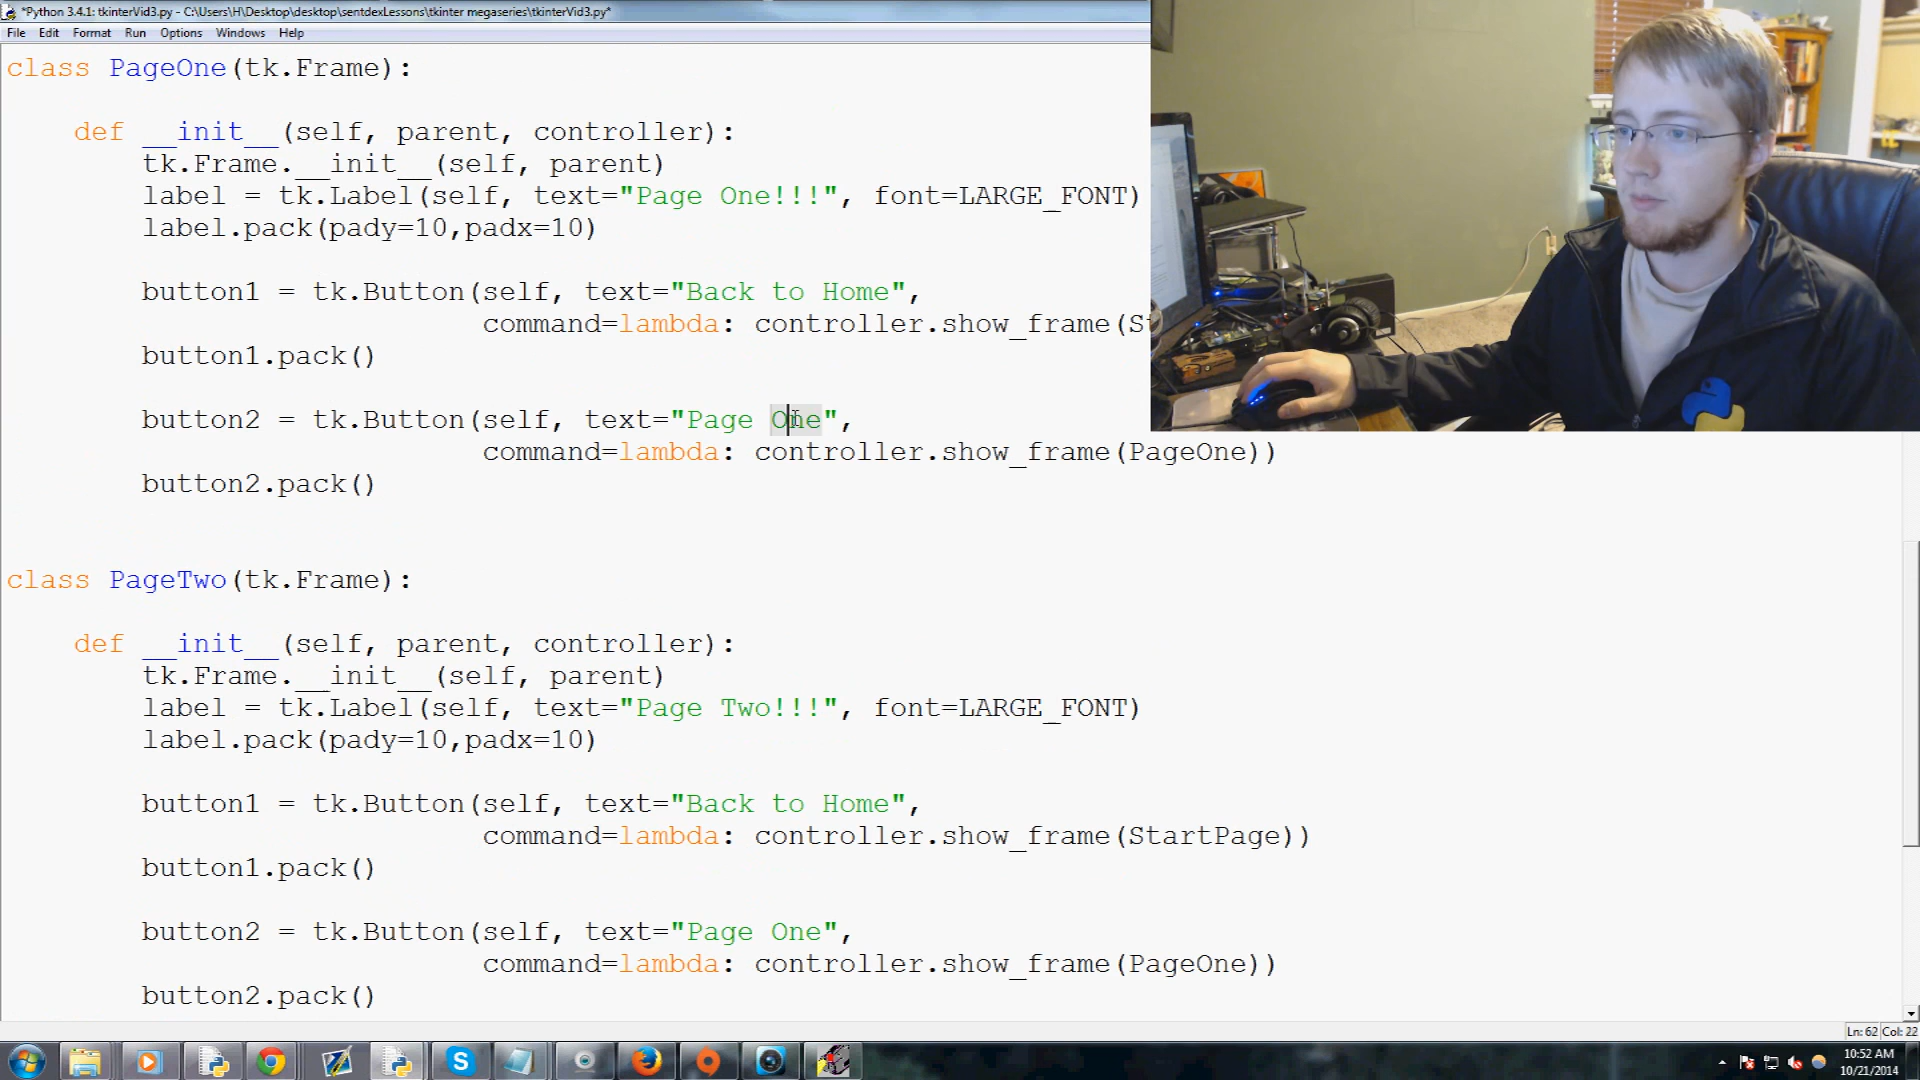 *Python 3.4.1: tkinterVid3.py - C:\Users\H\Desktop\desktop\sentdexLessons\tkinter megaseries\tkinterVid3.py*
File Edit Format Run Options Windows Help
class PageOne(tk.Frame):
def __init__(self, parent, controller):
tk.Frame.__init__(self, parent)
label = tk.Label(self, text="Page One!!!", font=LARGE_FONT)
label.pack(pady=10,padx=10)
button1 = tk.Button(self, text="Back to Home",
command=lambda: controller.show_frame(St
button1.pack()
button2 = tk.Button(self, text="Page One",
command=lambda: controller.show_frame(PageOne))
button2.pack()
class PageTwo(tk.Frame):
def __init__(self, parent, controller):
tk.Frame.__init__(self, parent)
label = tk.Label(self, text="Page Two!!!", font=LARGE_FONT)
label.pack(pady=10,padx=10)
button1 = tk.Button(self, text="Back to Home",
command=lambda: controller.show_frame(StartPage))
button1.pack()
button2 = tk.Button(self, text="Page One",
command=lambda: controller.show_frame(PageOne))
button2.pack()
Ln: 62 Col: 22
10:52 AM
10/21/2014